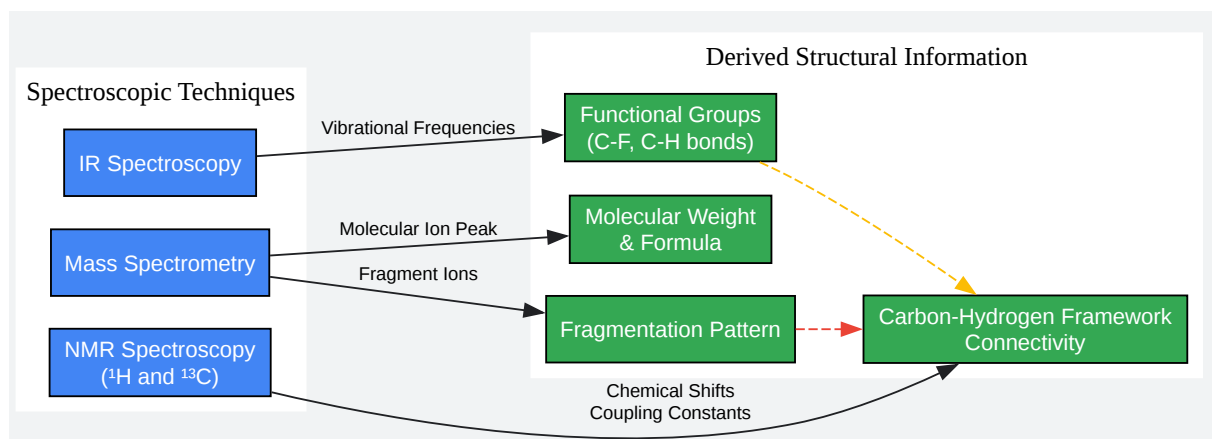 Derived Structural Information
Spectroscopic Techniques
IR Spectroscopy
Vibrational Frequencies
Functional Groups
(C-F, C-H bonds)
Mass Spectrometry
Molecular Ion Peak
Molecular Weight
& Formula
Fragment Ions
Fragmentation Pattern
Carbon-Hydrogen Framework
Connectivity
NMR Spectroscopy
(¹H and ¹³C)
Chemical Shifts
Coupling Constants